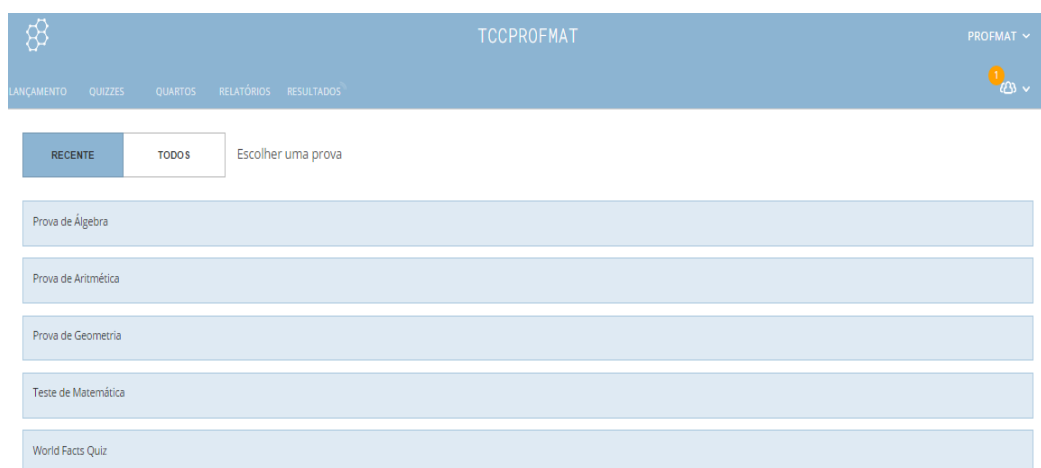 TCCPROFMAT
PROFMAT
1
LANÇAMENTO QUIZZES QUARTOS RELATÓRIOS RESULTADOS
RECENTE TODOS Escolher uma prova
Prova de Álgebra
Prova de Aritmética
Prova de Geometria
Teste de Matemática
World Facts Quiz